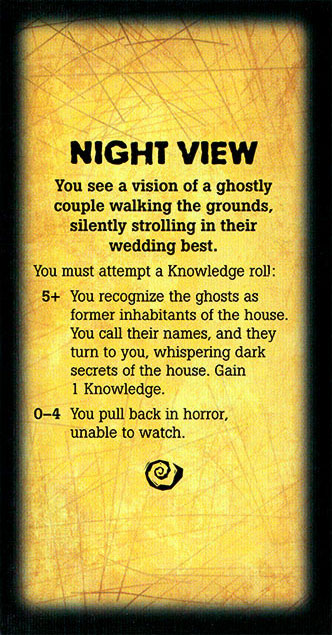 NIGHT VIEW
You see a vision of a ghostly
couple walking the grounds,
silently strolling in their
wedding best.
You must attempt a Knowledge roll:
5+ You recognize the ghosts as
former inhabitants of the house.
You call their names, and they
turn to you, whispering dark
secrets of the house. Gain
1 Knowledge.
0–4 You pull back in horror,
unable to watch.